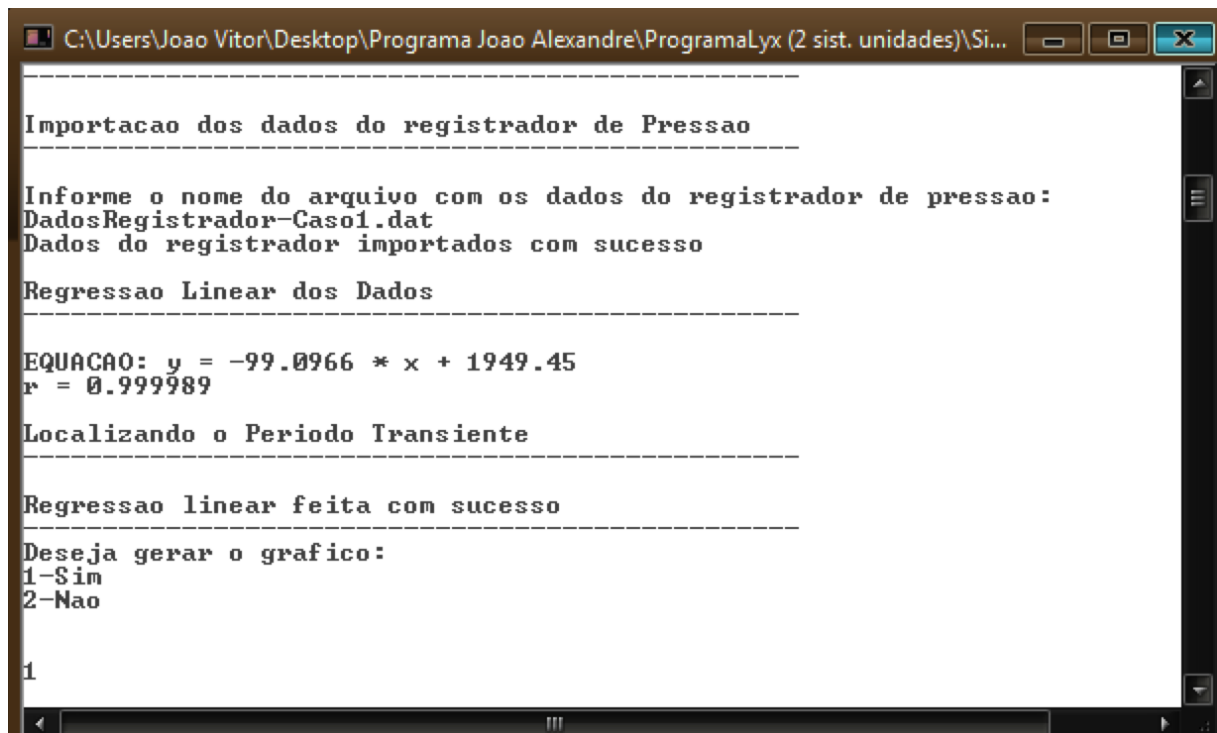 C:\Users\Joao Vitor\Desktop\Programa Joao Alexandre\ProgramaLyx (2 sist. unidades)\Si...
-------------------------------------------------
Importacao dos dados do registrador de Pressao
-------------------------------------------------
Informe o nome do arquivo com os dados do registrador de pressao:
DadosRegistrador-Caso1.dat
Dados do registrador importados com sucesso
Regressao Linear dos Dados
-------------------------------------------------
EQUACAO: y = -99.0966 * x + 1949.45
r = 0.999989
Localizando o Periodo Transiente
-------------------------------------------------
Regressao linear feita com sucesso
-------------------------------------------------
Deseja gerar o grafico:
1-Sim
2-Nao
1